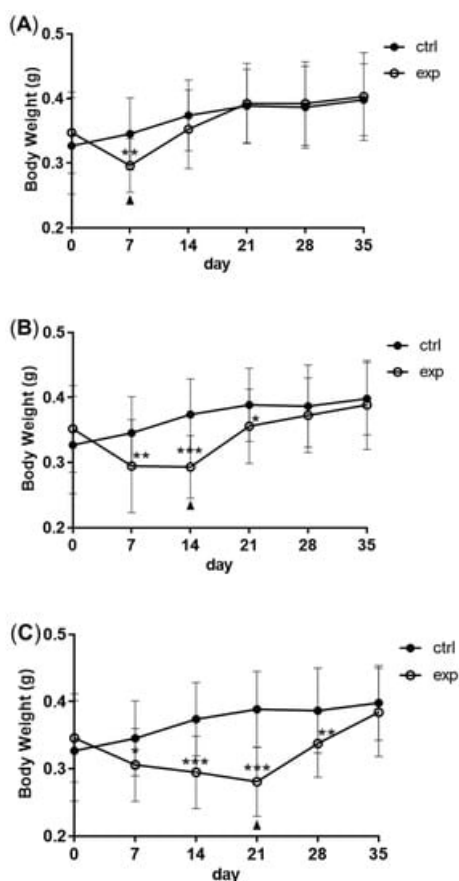 (A)
0.5
0.4
0.3
0.2
Body Weight (g)
ctrl
exp
**
0 7 14 21 28 35
day
(B)
0.5
0.4
0.3
0.2
Body Weight (g)
ctrl
exp
** *** *
0 7 14 21 28 35
day
(C)
0.5
0.4
0.3
0.2
Body Weight (g)
ctrl
exp
* *** *** **
0 7 14 21 28 35
day